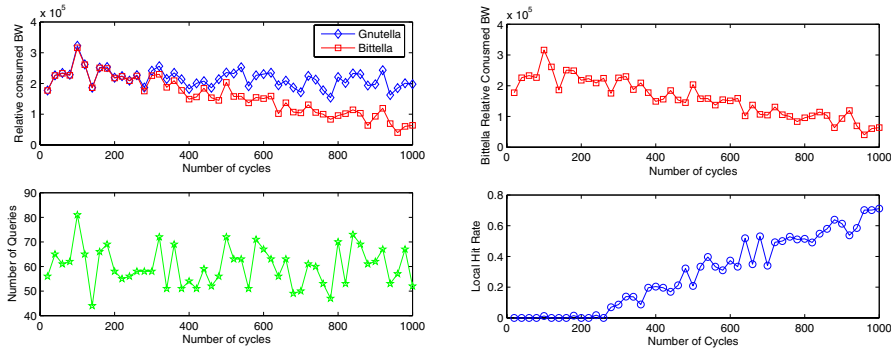 4 x 10^5
Relative consumed BW
4
3
2
1
0
0 200 400 600 800 1000
Number of cycles
Gnutella
Bittella
x 10^5
Bittella Relative Conusmed BW
4
3
2
1
0
0 200 400 600 800 1000
Number of cycles
Number of Queries
90
80
70
60
50
40
0 200 400 600 800 1000
Number of cycles
Local Hit Rate
0.8
0.6
0.4
0.2
0
0 200 400 600 800 1000
Number of Cycles